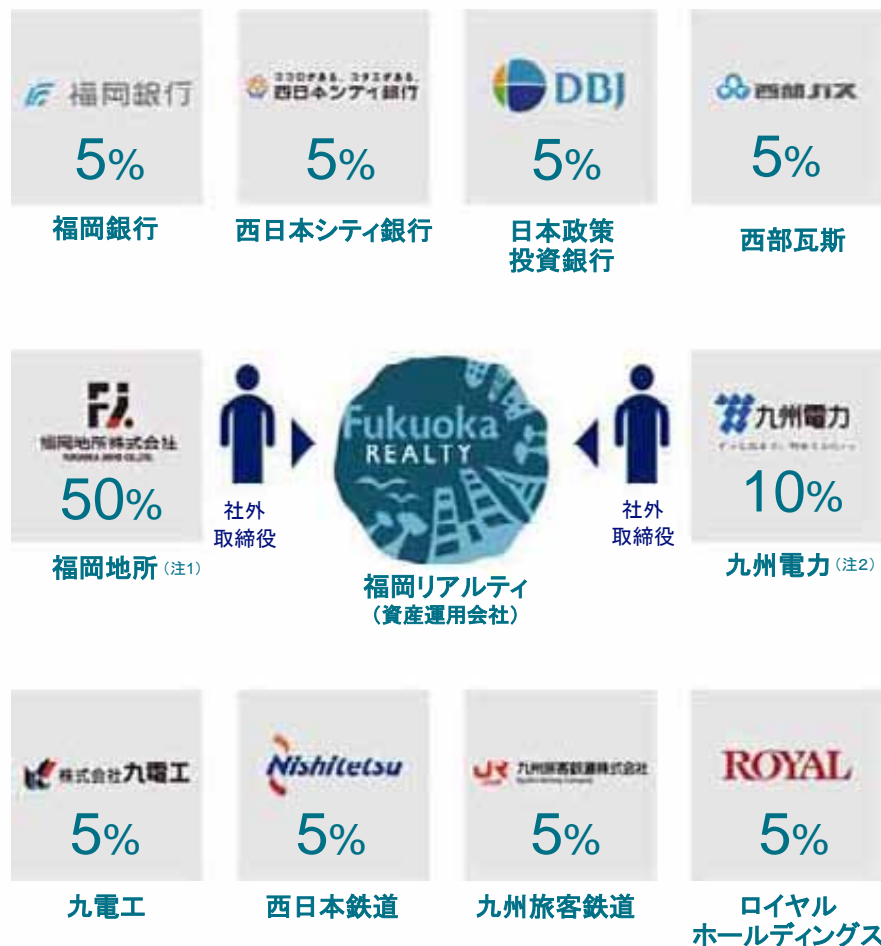 福岡銀行
ココロがある、コタエがある。
西日本シティ銀行
DBJ
西部ガス
5%
5%
5%
5%
福岡銀行
西日本シティ銀行
日本政策
投資銀行
西部瓦斯
福岡地所株式会社
FUKUOKA JISHO CO.,LTD.
50%
福岡地所(注1)
社外
取締役
Fukuoka
REALTY
福岡リアルティ
(資産運用会社)
社外
取締役
九州電力
10%
九州電力(注2)
株式会社九電工
Nishitetsu
JR 九州旅客鉄道株式会社
ROYAL
5%
5%
5%
5%
九電工
西日本鉄道
九州旅客鉄道
ロイヤル
ホールディングス